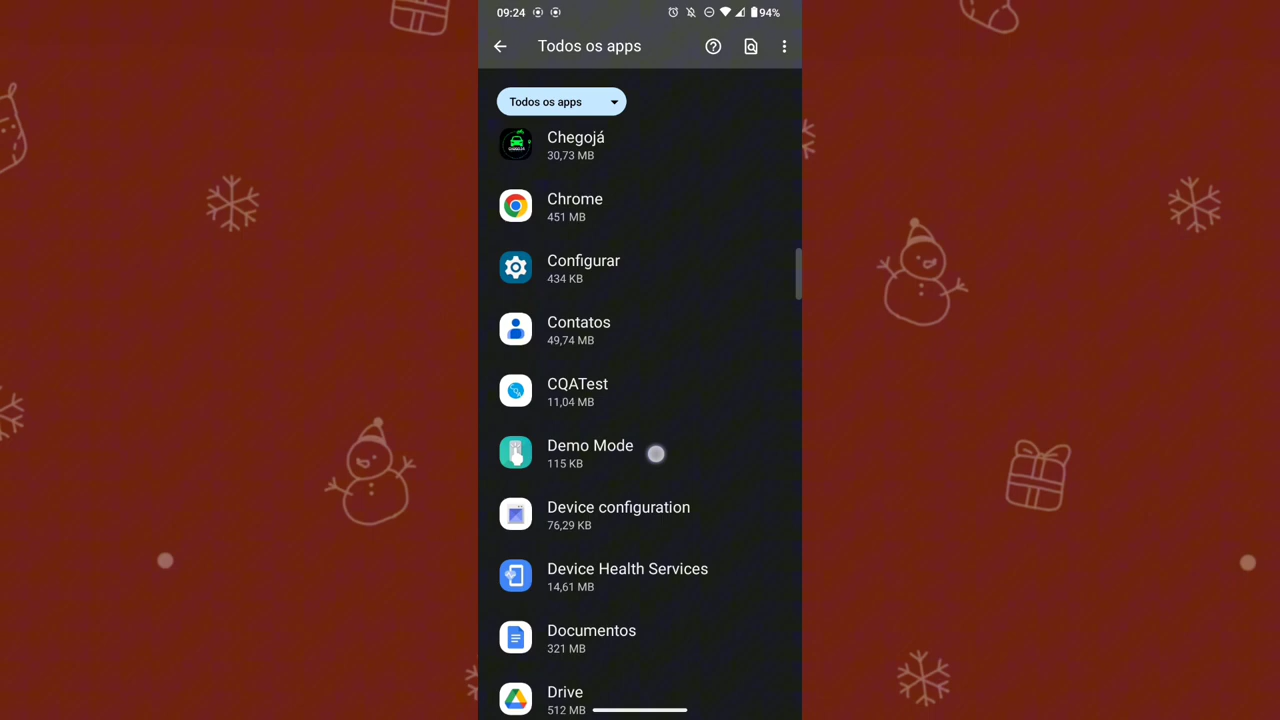 09:24
94%
Todos os apps
Todos os apps
Chegojá
30,73 MB
Chrome
451 MB
Configurar
434 KB
Contatos
49,74 MB
CQATest
11,04 MB
Demo Mode
115 KB
Device configuration
76,29 KB
Device Health Services
14,61 MB
Documentos
321 MB
Drive
512 MB